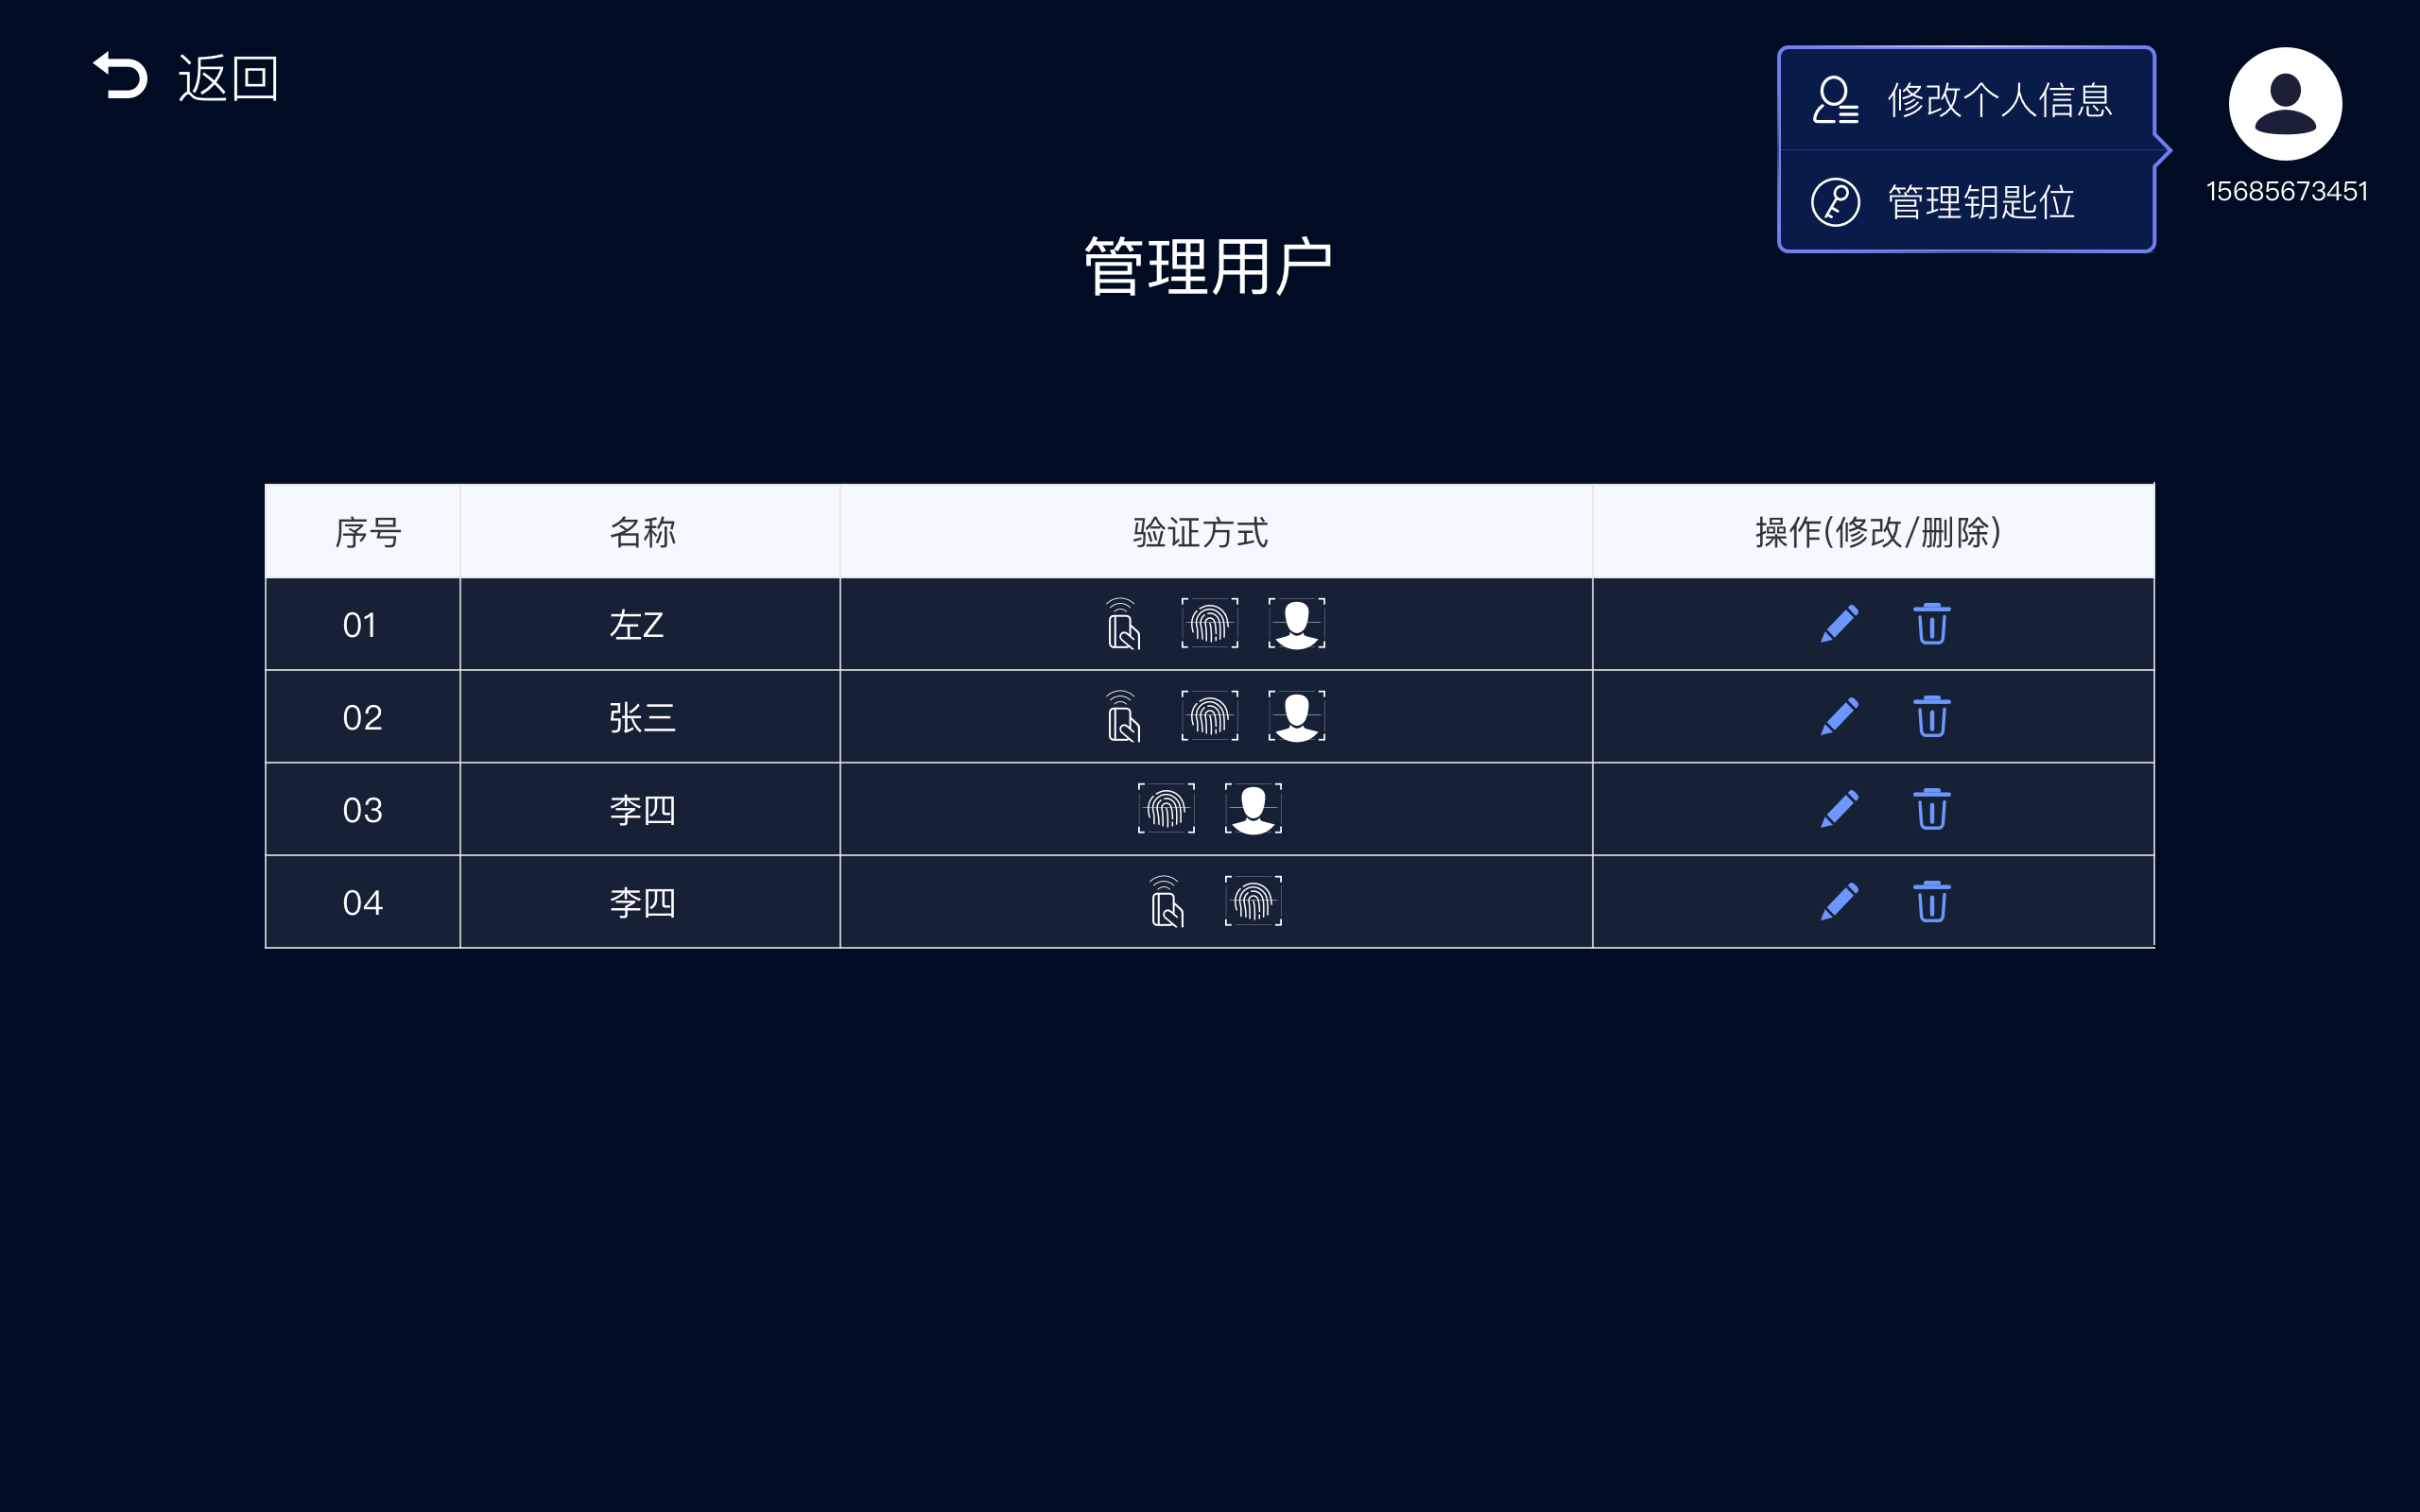 返回
修改个人信息
管理钥匙位
15685673451
管理用户
序号 名称 验证方式 操作(修改/删除)
01 左Z
02 张三
03 李四
04 李四